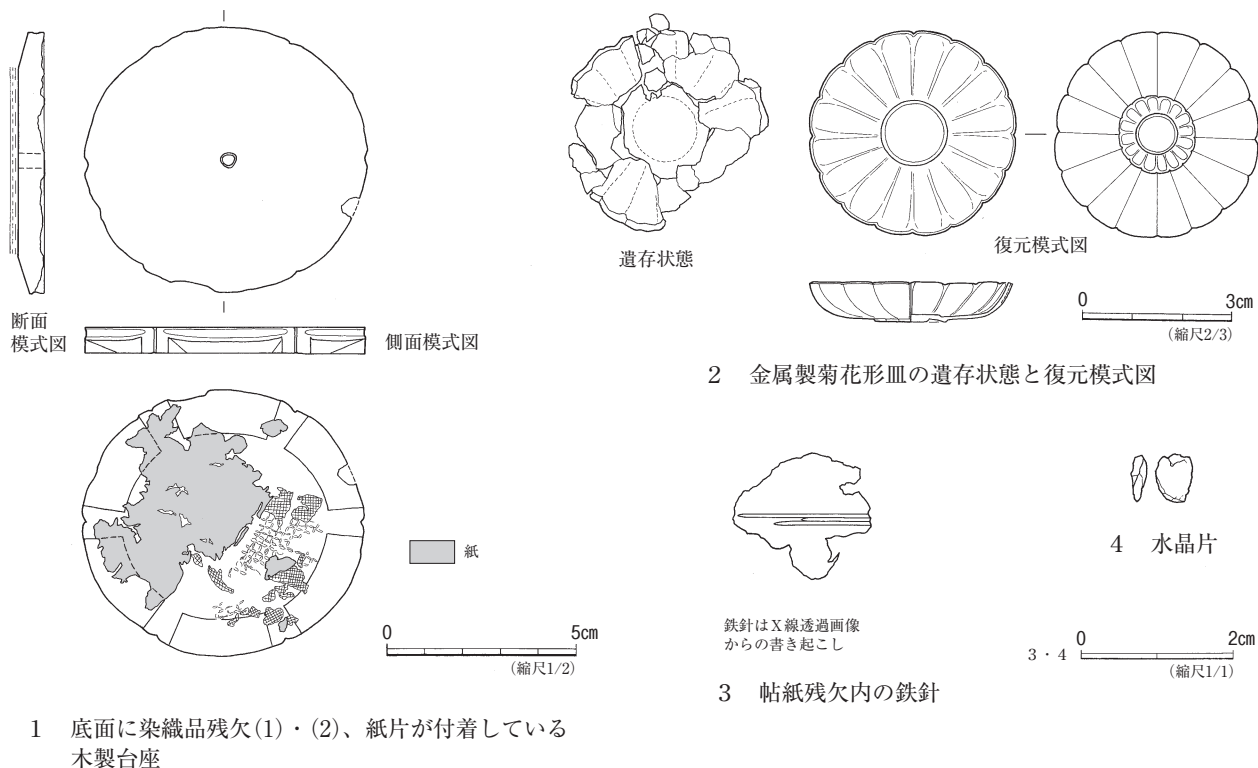 断面
模式図
側面模式図
紙
0 5cm
(縮尺1/2)
1 底面に染織品残欠(1)・(2)、紙片が付着している
木製台座
遺存状態
復元模式図
0 3cm
(縮尺2/3)
2 金属製菊花形皿の遺存状態と復元模式図
鉄針はX線透過画像
からの書き起こし
3 帖紙残欠内の鉄針
4 水晶片
3・4 0 2cm
(縮尺1/1)